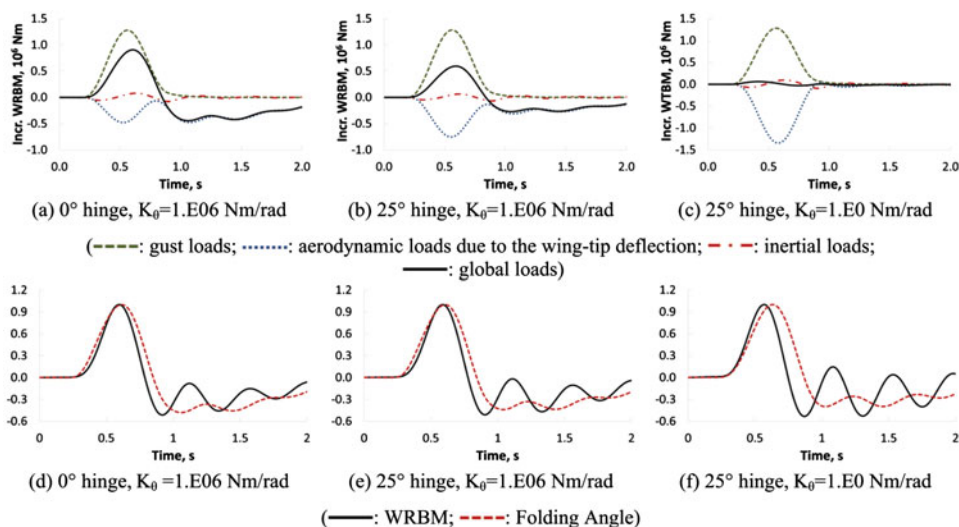 Incr. WRBM, 10⁶ Nm
1.5
1.0
0.5
0.0
-0.5
-1.0
0.0 0.5 1.0 1.5 2.0
Time, s
(a) 0° hinge, Kθ=1.E06 Nm/rad
Incr. WRBM, 10⁶ Nm
1.5
1.0
0.5
0.0
-0.5
-1.0
0.0 0.5 1.0 1.5 2.0
Time, s
(b) 25° hinge, Kθ=1.E06 Nm/rad
Incr. WTBM, 10⁶ Nm
1.5
1.0
0.5
0.0
-0.5
-1.0
-1.5
0.0 0.5 1.0 1.5 2.0
Time, s
(c) 25° hinge, Kθ=1.E0 Nm/rad
(: gust loads; : aerodynamic loads due to the wing-tip deflection; : inertial loads;
: global loads)
1.2
0.9
0.6
0.3
0.0
-0.3
-0.6
0 0.5 1 1.5 2
Time, s
(d) 0° hinge, Kθ =1.E06 Nm/rad
1.2
0.9
0.6
0.3
0.0
-0.3
-0.6
0 0.5 1 1.5 2
Time, s
(e) 25° hinge, Kθ=1.E06 Nm/rad
1.2
0.9
0.6
0.3
0.0
-0.3
-0.6
0 0.5 1 1.5 2
Time, s
(f) 25° hinge, Kθ=1.E0 Nm/rad
(: WRBM; : Folding Angle)